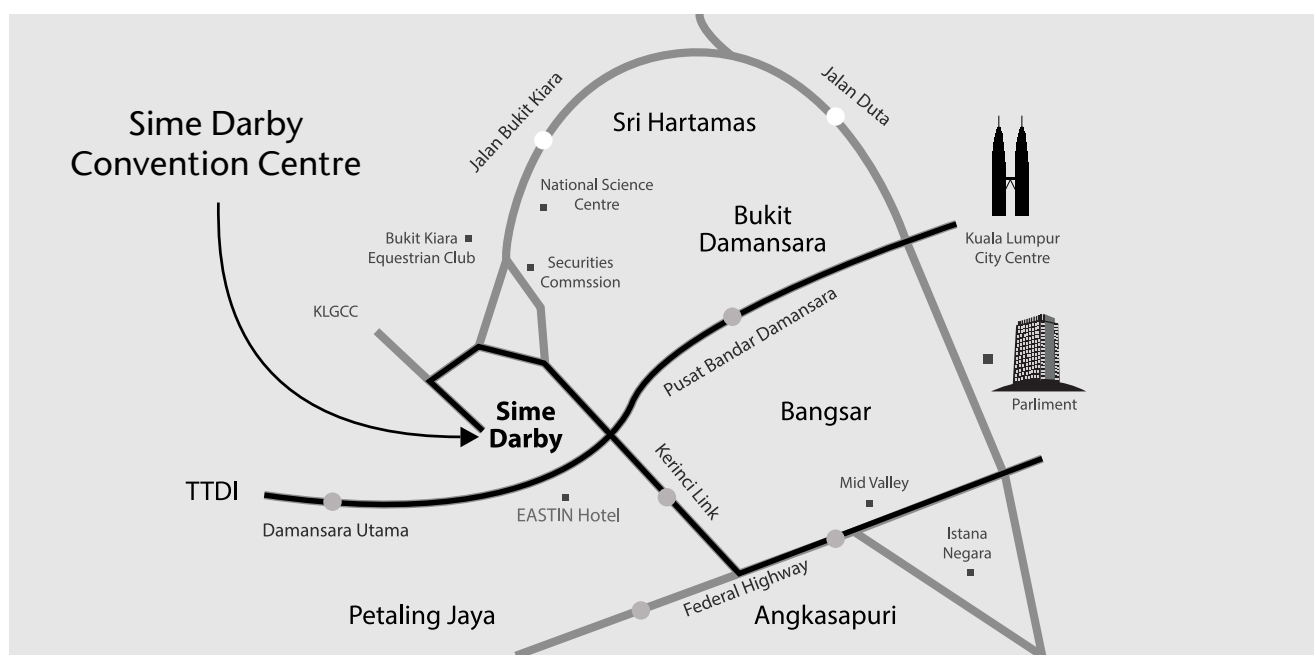 Sime Darby
Convention Centre
Jalan Bukit Kiara
Sri Hartamas
Jalan Duta
National Science
Centre
Bukit
Damansara
Bukit Kiara
Equestrian Club
Securities
Commssion
Kuala Lumpur
City Centre
KLGCC
Pusat Bandar Damansara
Parliment
Sime
Darby
Bangsar
Kerinci Link
TTDI
Damansara Utama
EASTIN Hotel
Mid Valley
Istana
Negara
Federal Highway
Petaling Jaya
Angkasapuri